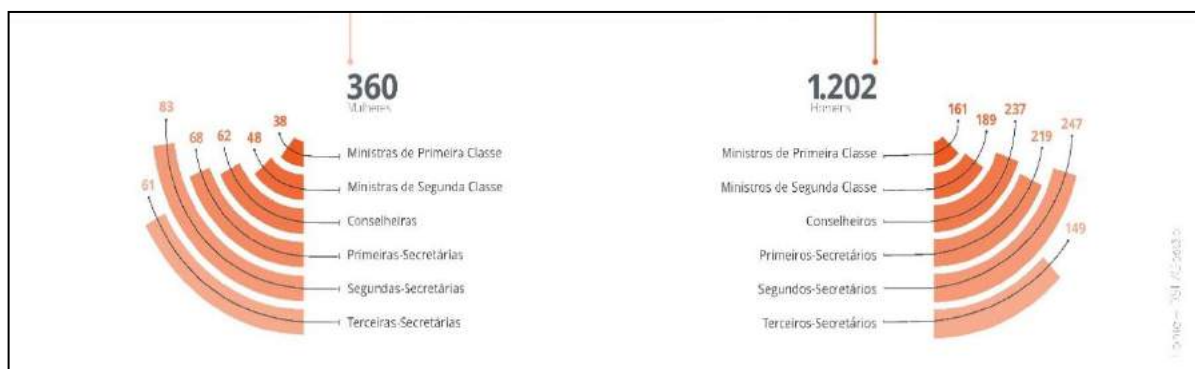 360
Mulheres
83
68
62
48
38
61
Ministras de Primeira Classe
Ministras de Segunda Classe
Conselheiras
Primeiras-Secretárias
Segundas-Secretárias
Terceiras-Secretárias
1.202
Homens
161
189
237
219
247
149
Ministros de Primeira Classe
Ministros de Segunda Classe
Conselheiros
Primeiros-Secretários
Segundos-Secretários
Terceiros-Secretários